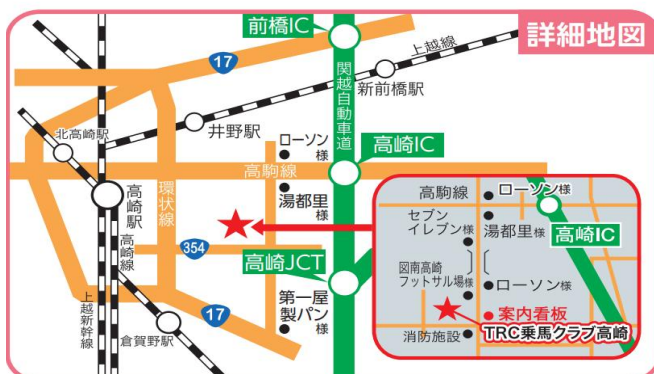 詳細地図
前橋IC
17
上越線
関越自動車道
新前橋駅
井野駅
北高崎駅
ローソン
様
高崎IC
高駒線
高崎駅
環状線
湯都里
様
高崎線
354
高崎JCT
第一屋
製パン
様
17
上越新幹線
倉賀野駅
高駒線
ローソン様
セブン
イレブン様
湯都里様
高崎IC
図南高崎
フットサル場様
ローソン様
案内看板
TRC乗馬クラブ高崎
消防施設